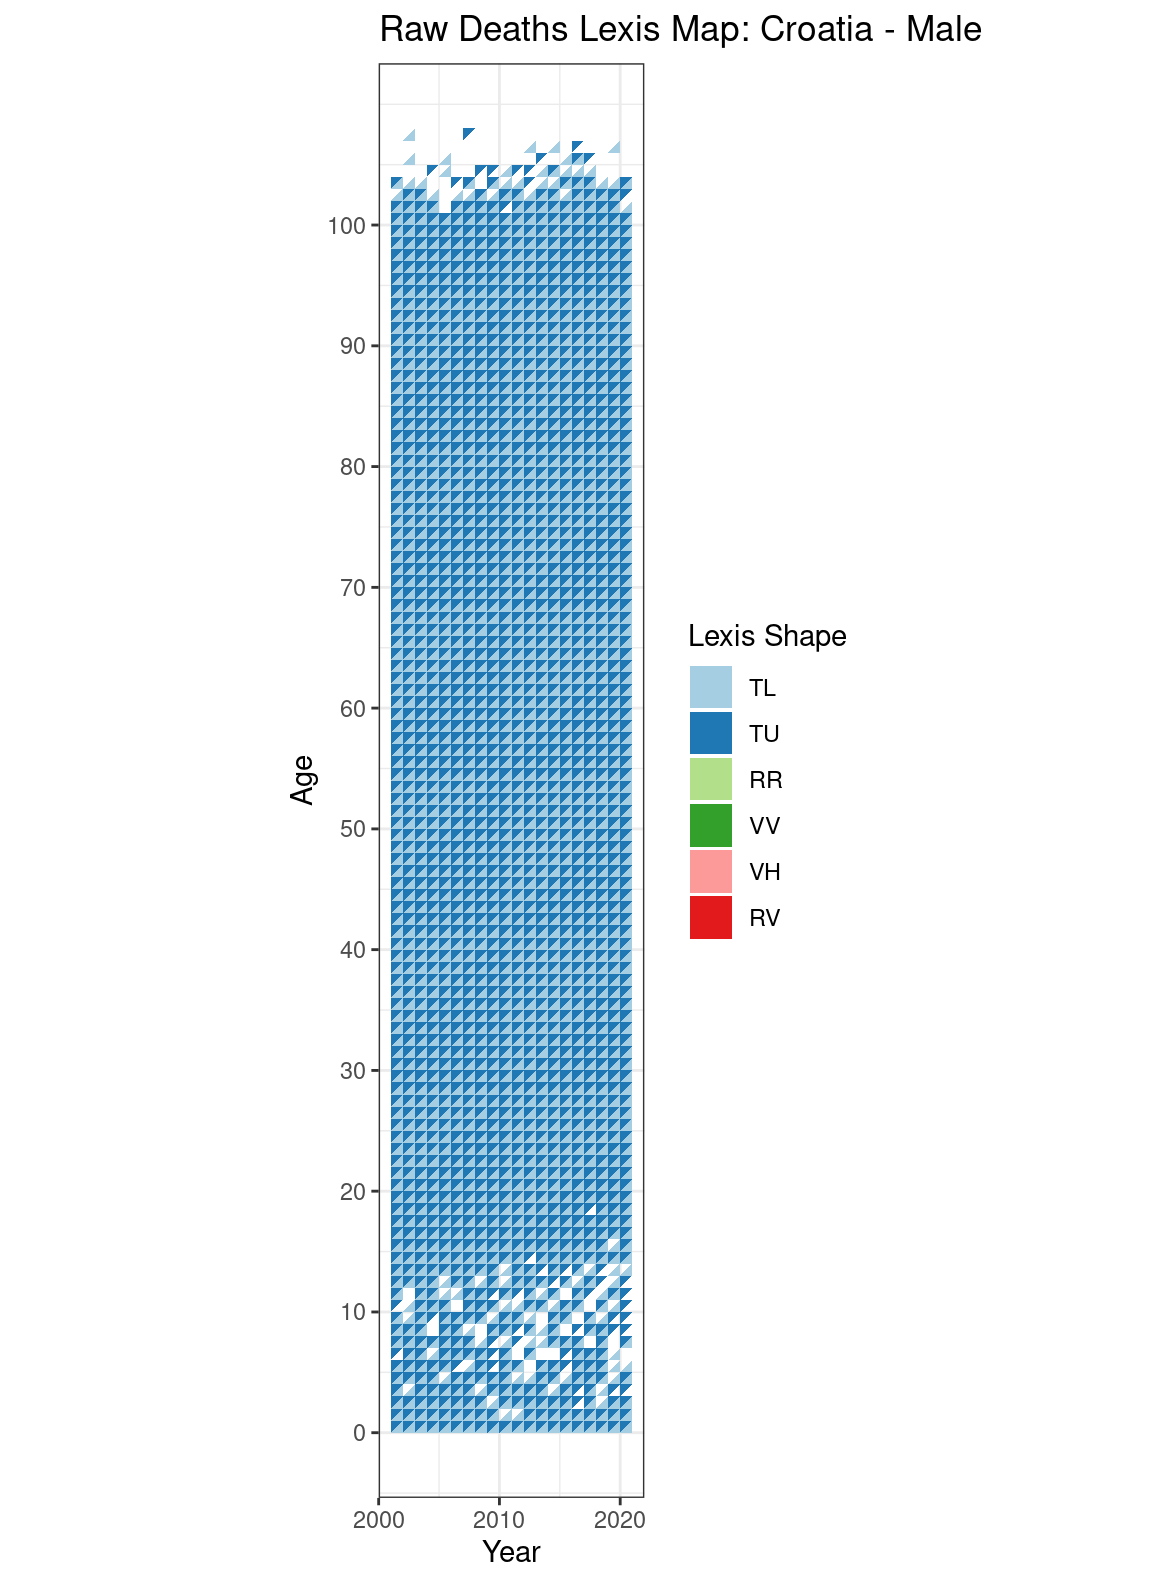 Raw Deaths Lexis Map: Croatia - Male
100
90
80
70
60
50
40
30
20
10
0
Age
2000 2010 2020
Year
Lexis Shape
TL
TU
RR
VV
VH
RV